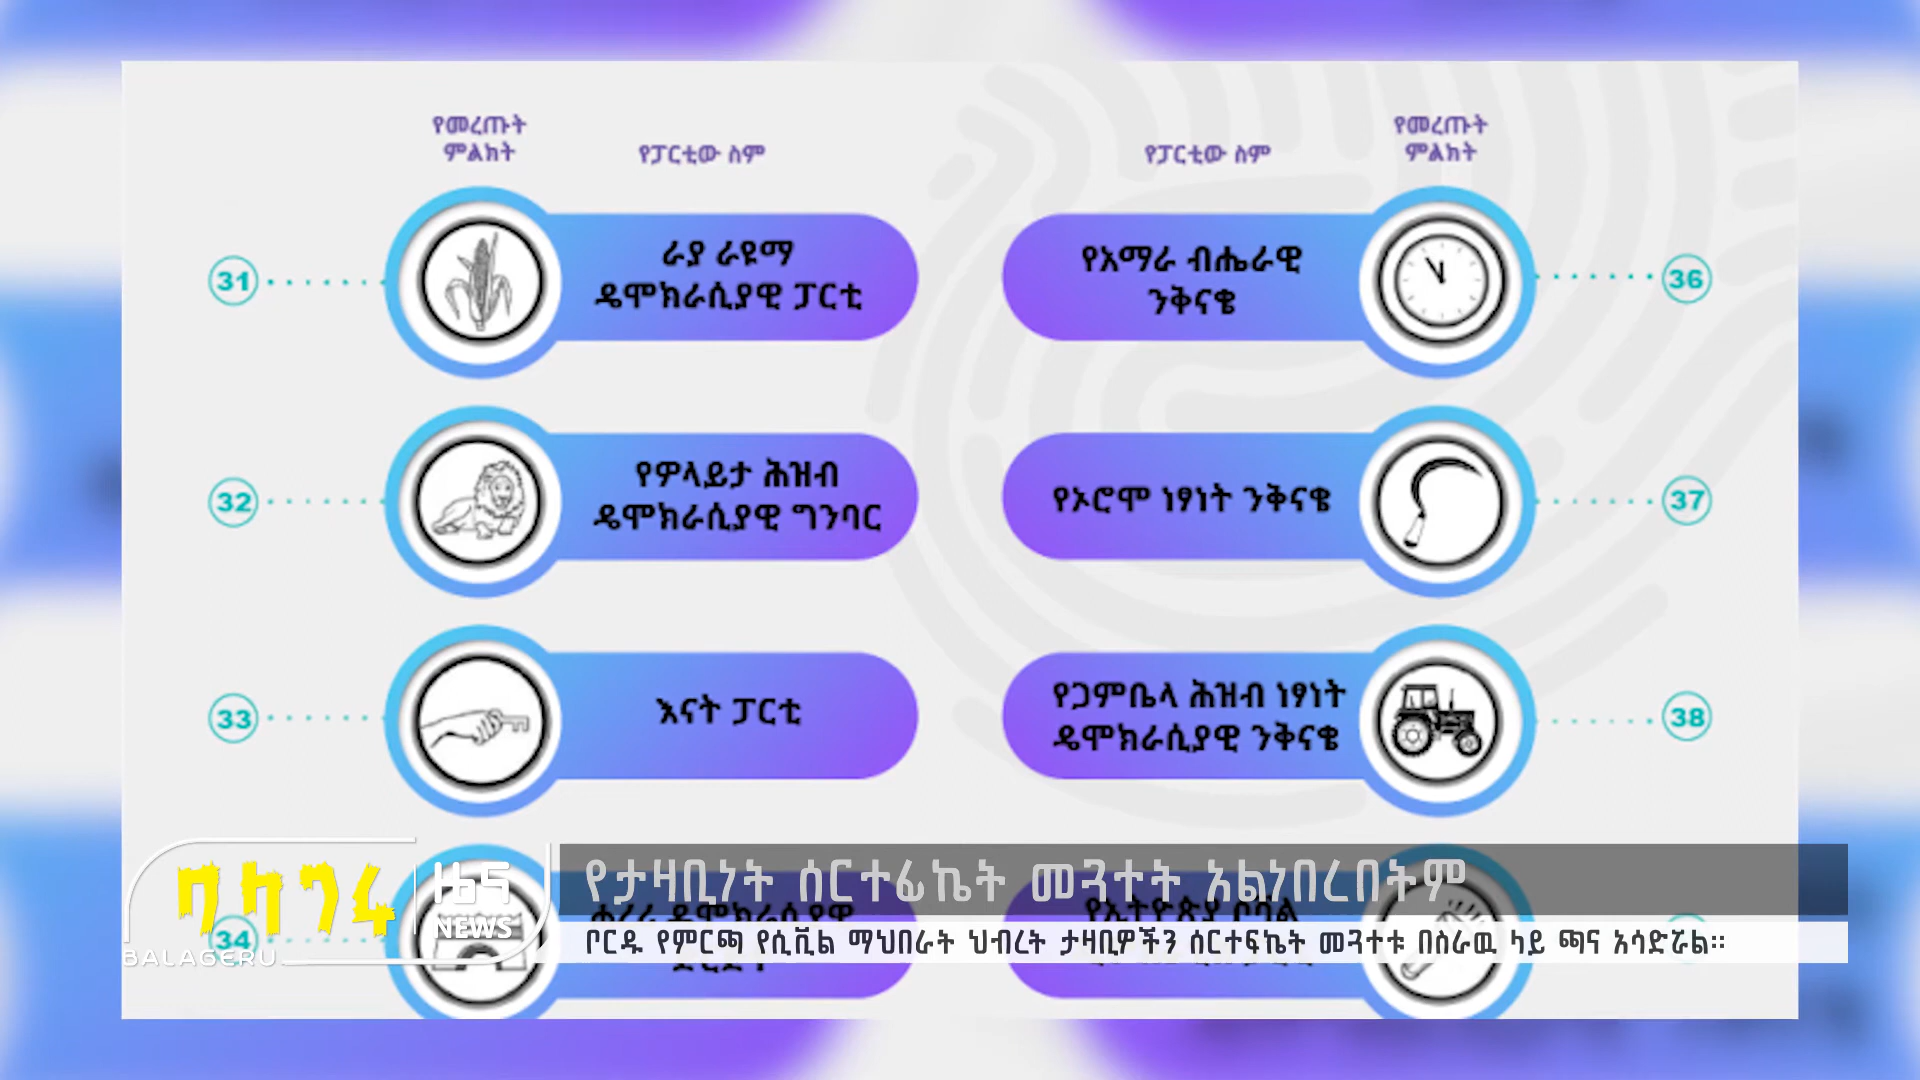 የመረጡት
ምልክት
የፓርቲው ስም
የፓርቲው ስም
የመረጡት
ምልክት
31
ራያ ራዩማ
ዴሞክራሲያዊ ፓርቲ
የአማራ ብሔራዊ
ንቅናቄ
36
32
የዎላይታ ሕዝብ
ዴሞክራሲያዊ ግንባር
የኦሮሞ ነፃነት ንቅናቄ
37
33
እናት ፓርቲ
የጋምቤላ ሕዝብ ነፃነት
ዴሞክራሲያዊ ንቅናቄ
38
34
ባላገሩ
BALAGERU
ዜና
NEWS
የታዛቢነት ሰርተፊኬት መጓተት አልነበረበትም
ቦርዱ የምርጫ የሲቪል ማህበራት ህብረት ታዛቢዎችን ሰርተፍኬት መጓተቱ በስራዉ ላይ ጫና አሳድሯል።